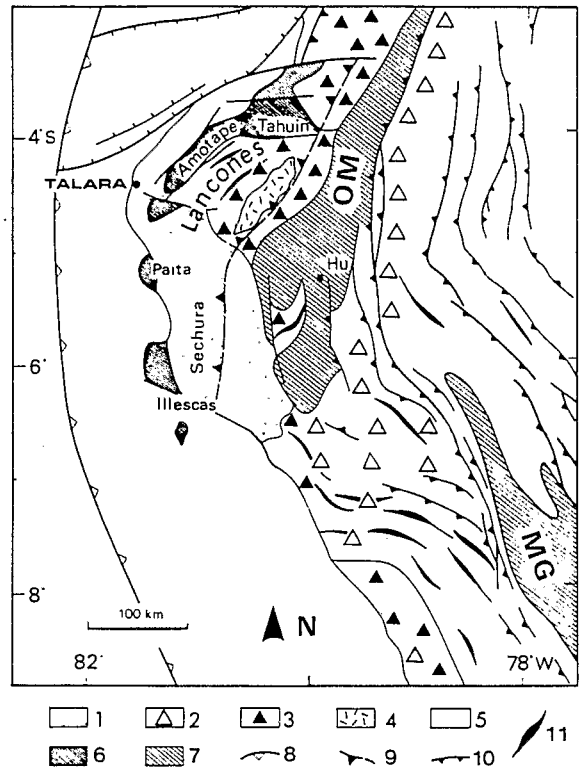 4°S
TALARA
Amotape
Tahuin
Lancones
OM
Hu
Paita
Sechura
6°
Illescas
MG
8°
100 km
N
82°
78°W
1 2 3 4 5 11
6 7 8 9 10